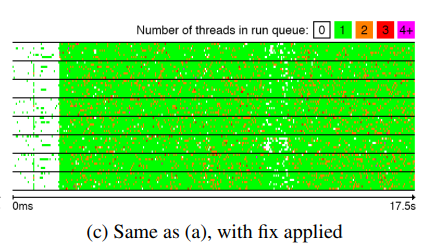 Number of threads in run queue: 0 1 2 3 4+
0ms 17.5s
(c) Same as (a), with fix applied